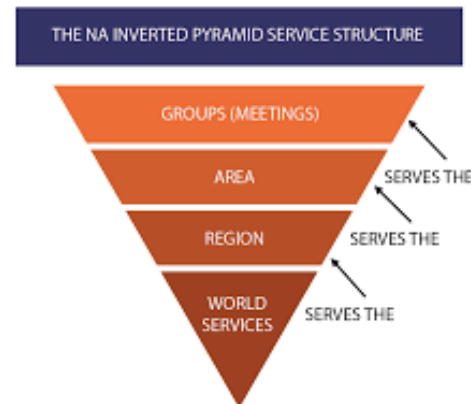 THE NA INVERTED PYRAMID SERVICE STRUCTURE
GROUPS (MEETINGS)
SERVES THE
AREA
SERVES THE
REGION
SERVES THE
WORLD
SERVICES